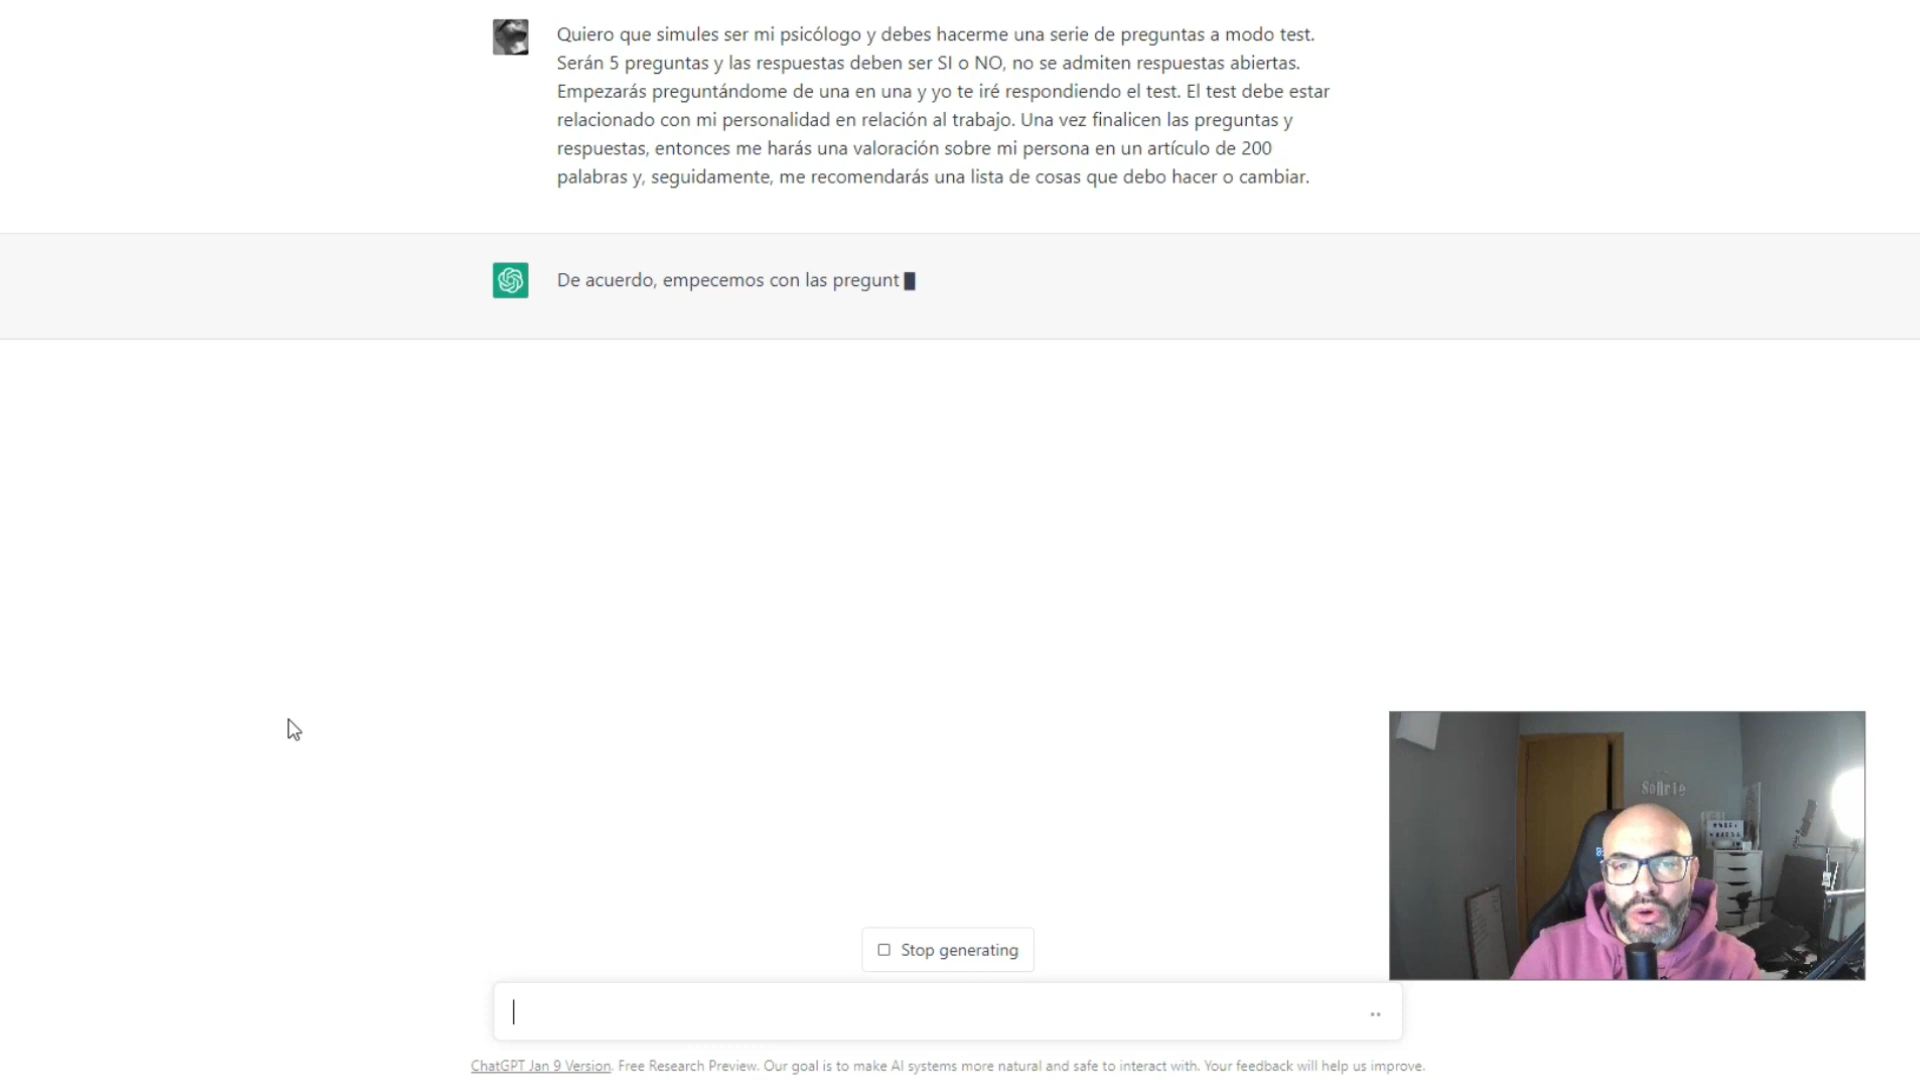 Quiero que simules ser mi psicólogo y debes hacerme una serie de preguntas a modo test.
Serán 5 preguntas y las respuestas deben ser SI o NO, no se admiten respuestas abiertas.
Empezarás preguntándome de una en una y yo te iré respondiendo el test. El test debe estar
relacionado con mi personalidad en relación al trabajo. Una vez finalicen las preguntas y
respuestas, entonces me harás una valoración sobre mi persona en un artículo de 200
palabras y, seguidamente, me recomendarás una lista de cosas que debo hacer o cambiar.
De acuerdo, empecemos con las pregunt
Sonrie
Stop generating
ChatGPT Jan 9 Version. Free Research Preview. Our goal is to make AI systems more natural and safe to interact with. Your feedback will help us improve.